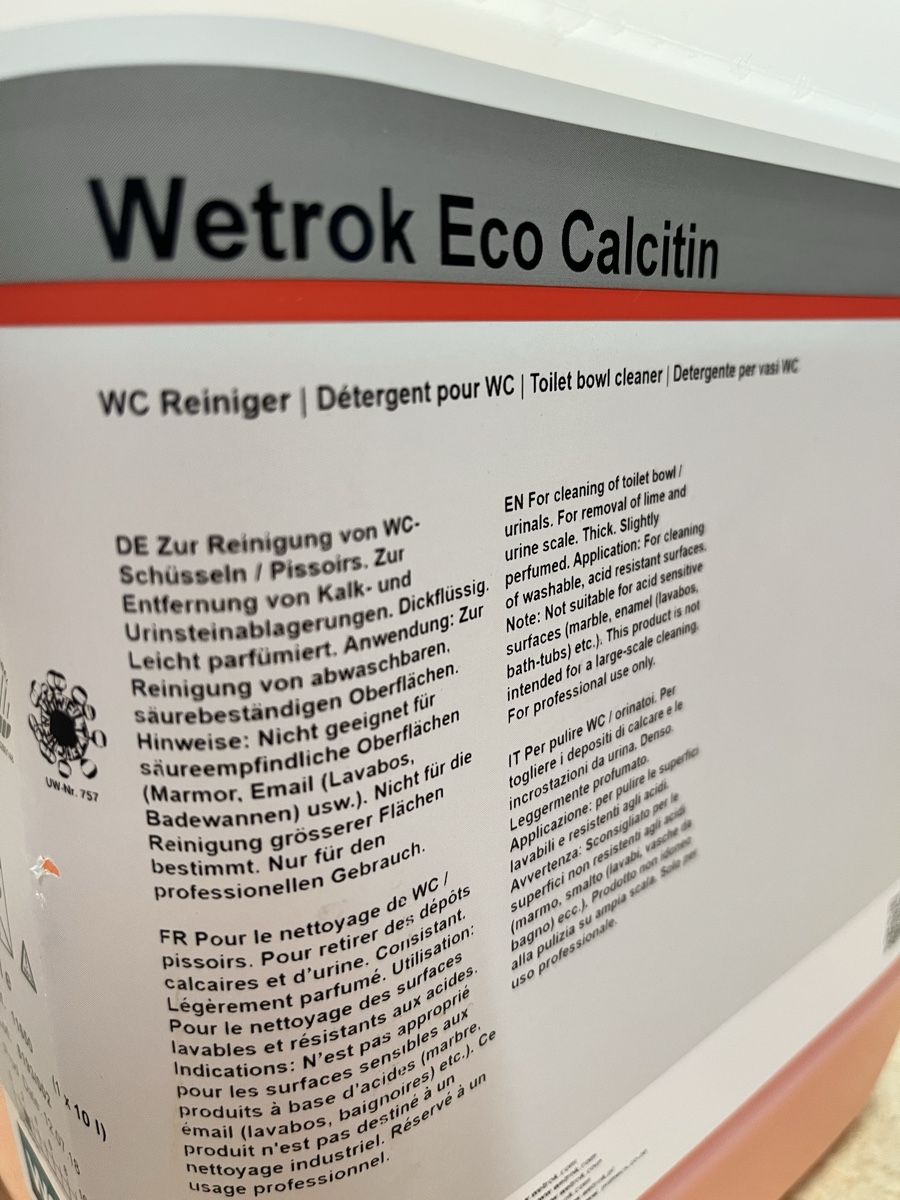 Wetrok Eco Calcitin
WC Reiniger | Détergent pour WC | Toilet bowl cleaner | Detergente per vasi WC
DE Zur Reinigung von WC-
Schüsseln / Pissoirs. Zur
Entfernung von Kalk- und
Urinsteinablagerungen. Dickflüssig.
Leicht parfümiert. Anwendung: Zur
Reinigung von abwaschbaren,
säurebeständigen Oberflächen.
Hinweise: Nicht geeignet für
säureempfindliche Oberflächen
(Marmor, Email (Lavabos,
Badewannen) usw.). Nicht für die
Reinigung grösserer Flächen
bestimmt. Nur für den
professionellen Gebrauch.
FR Pour le nettoyage de WC /
pissoirs. Pour retirer des dépôts
calcaires et d'urine. Consistant.
Légèrement parfumé. Utilisation:
Pour le nettoyage des surfaces
lavables et résistants aux acides.
Indications: N'est pas approprié
pour les surfaces sensibles aux
produits à base d'acides (marbre,
émail (lavabos, baignoires) etc.). Ce
produit n'est pas destiné à un
nettoyage industriel. Réservé à un
usage professionnel.
EN For cleaning of toilet bowl /
urinals. For removal of lime and
urine scale. Thick. Slightly
perfumed. Application: For cleaning
of washable, acid resistant surfaces.
Note: Not suitable for acid sensitive
surfaces (marble, enamel (lavabos,
bath-tubs) etc.). This product is not
intended for a large-scale cleaning.
For professional use only.
IT Per pulire WC / orinatoi. Per
togliere i depositi di calcare e le
incrostazioni da urina. Denso.
Leggermente profumato.
Applicazione: per pulire le superfici
lavabili e resistenti agli acidi.
Avvertenza: Sconsigliato per le
superfici non resistenti agli acidi
(marmo, smalto (lavabi, vasche da
bagno) ecc.). Prodotto non idoneo
alla pulizia su ampia scala. Solo per
uso professionale.
UW-Nr. 757
(1 x 10 l)
www.wetrok.com